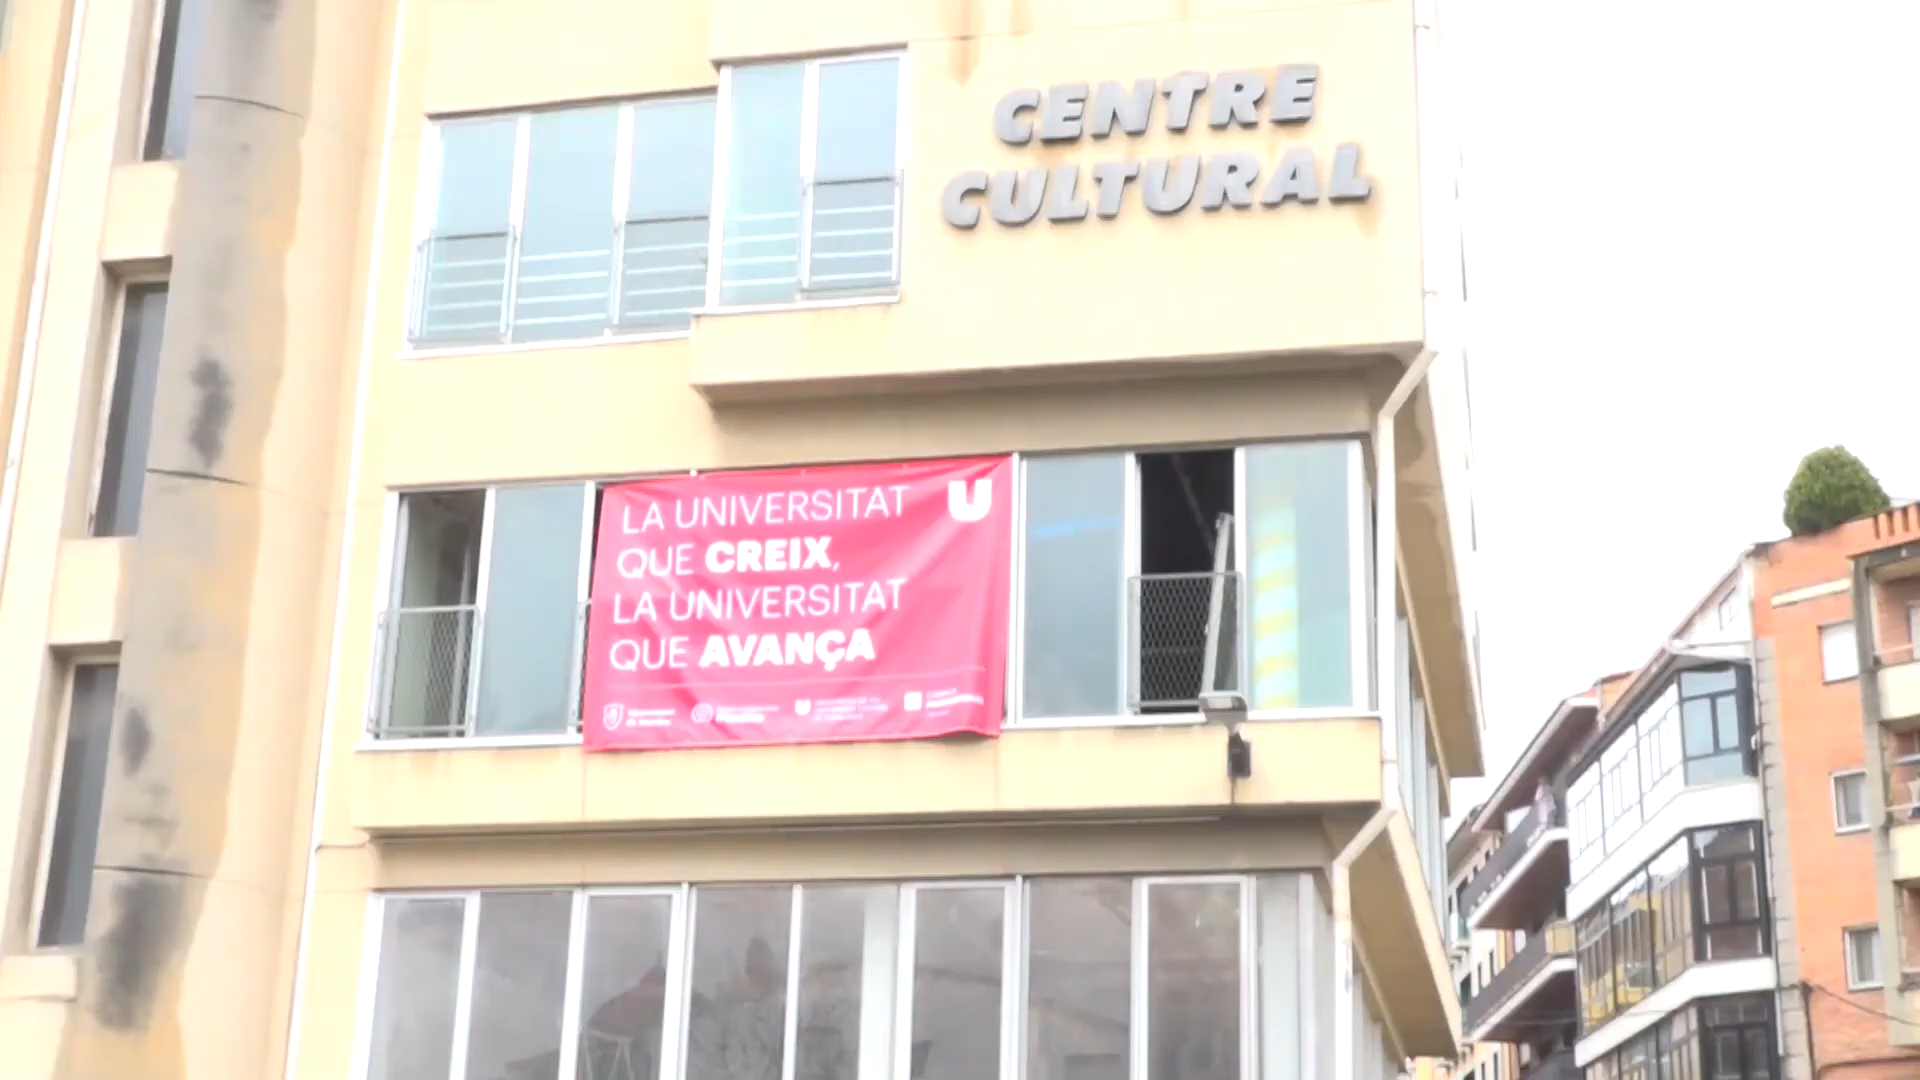 CENTRE
CULTURAL
LA UNIVERSITAT
U
QUE CREIX,
LA UNIVERSITAT
QUE AVANÇA